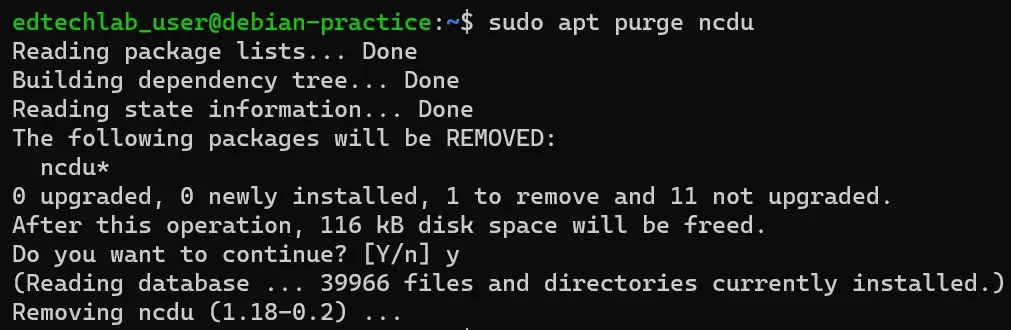 edtechlab_user@debian-practice:~$ sudo apt purge ncdu
Reading package lists... Done
Building dependency tree... Done
Reading state information... Done
The following packages will be REMOVED:
  ncdu*
0 upgraded, 0 newly installed, 1 to remove and 11 not upgraded.
After this operation, 116 kB disk space will be freed.
Do you want to continue? [Y/n] y
(Reading database ... 39966 files and directories currently installed.)
Removing ncdu (1.18-0.2) ...